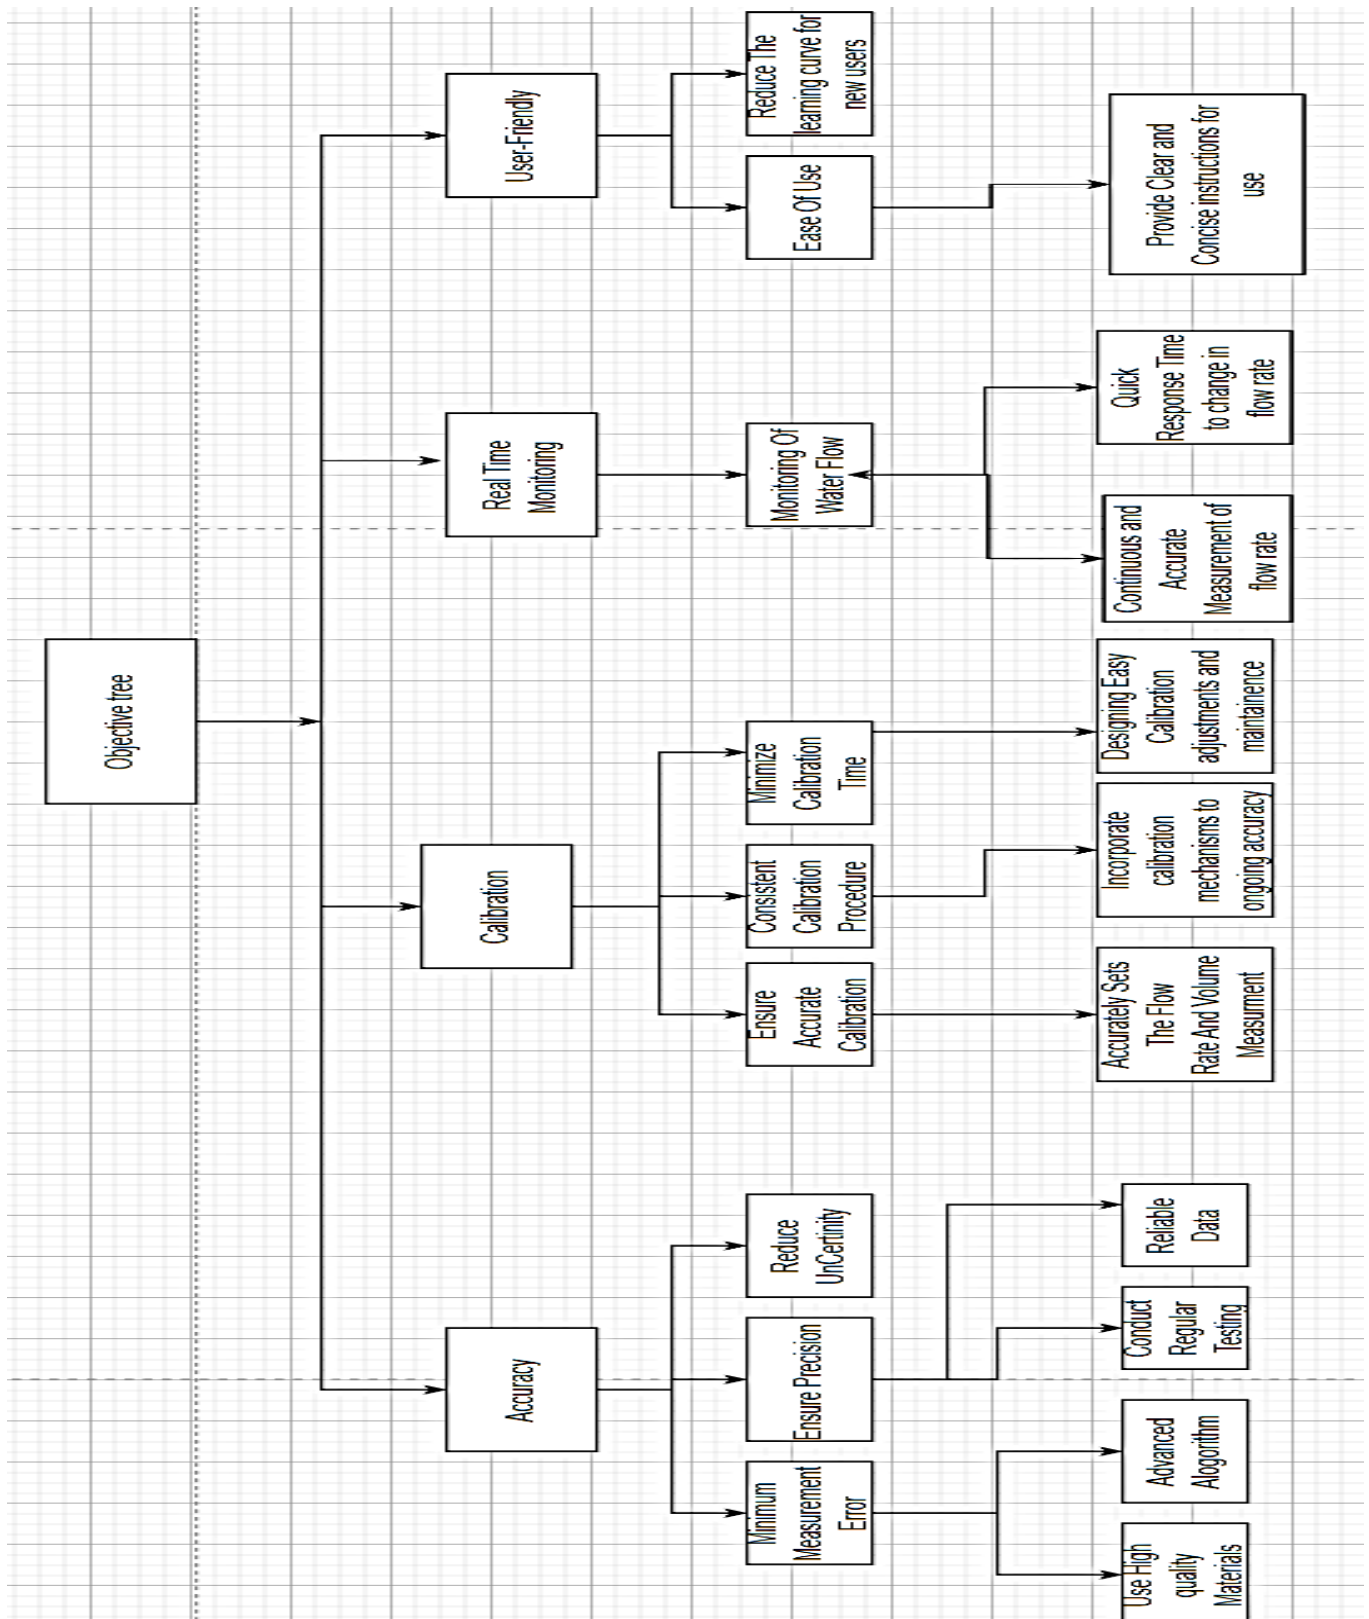 Objective tree
Accuracy
Calibration
Real Time
Monitoring
User-Friendly
Minimum
Measurement
Error
Ensure Precision
Reduce
UnCertinity
Ensure
Accurate
Calibration
Consistent
Calibration
Procedure
Minimize
Calibration
Time
Monitoring Of
Water Flow
Ease Of Use
Reduce The
learning curve for
new users
Use High
quality
Materials
Advanced
Alogorithm
Conduct
Regular
Testing
Reliable
Data
Accurately Sets
The Flow
Rate And Volume
Measurment
Incorporate
calibration
mechanisms to
ongoing accuracy
Designing Easy
Calibration
adjustments and
maintainence
Continuous and
Accurate
Measurement of
flow rate
Quick
Response Time
to change in
flow rate
Provide Clear and
Concise instructions for
use